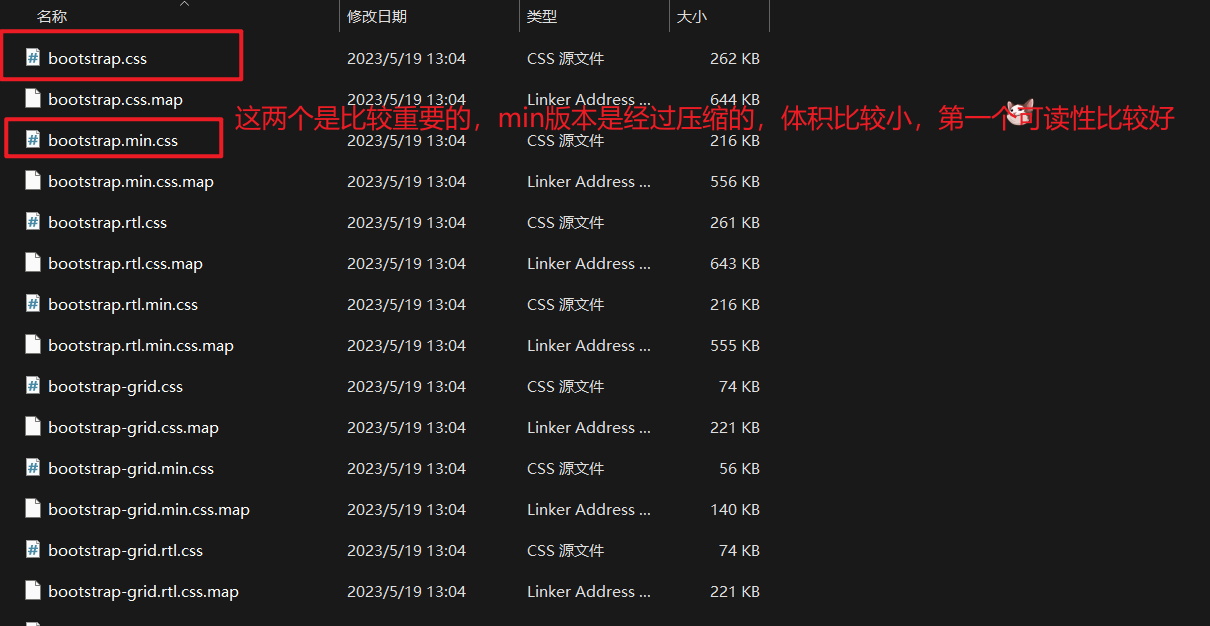 名称 修改日期 类型 大小
bootstrap.css 2023/5/19 13:04 CSS 源文件 262 KB
bootstrap.css.map 2023/5/19 13:04 Linker Address ... 644 KB
这两个是比较重要的，min版本是经过压缩的，体积比较小，第一个可读性比较好
bootstrap.min.css 2023/5/19 13:04 CSS 源文件 216 KB
bootstrap.min.css.map 2023/5/19 13:04 Linker Address ... 556 KB
bootstrap.rtl.css 2023/5/19 13:04 CSS 源文件 261 KB
bootstrap.rtl.css.map 2023/5/19 13:04 Linker Address ... 643 KB
bootstrap.rtl.min.css 2023/5/19 13:04 CSS 源文件 216 KB
bootstrap.rtl.min.css.map 2023/5/19 13:04 Linker Address ... 555 KB
bootstrap-grid.css 2023/5/19 13:04 CSS 源文件 74 KB
bootstrap-grid.css.map 2023/5/19 13:04 Linker Address ... 221 KB
bootstrap-grid.min.css 2023/5/19 13:04 CSS 源文件 56 KB
bootstrap-grid.min.css.map 2023/5/19 13:04 Linker Address ... 140 KB
bootstrap-grid.rtl.css 2023/5/19 13:04 CSS 源文件 74 KB
bootstrap-grid.rtl.css.map 2023/5/19 13:04 Linker Address ... 221 KB